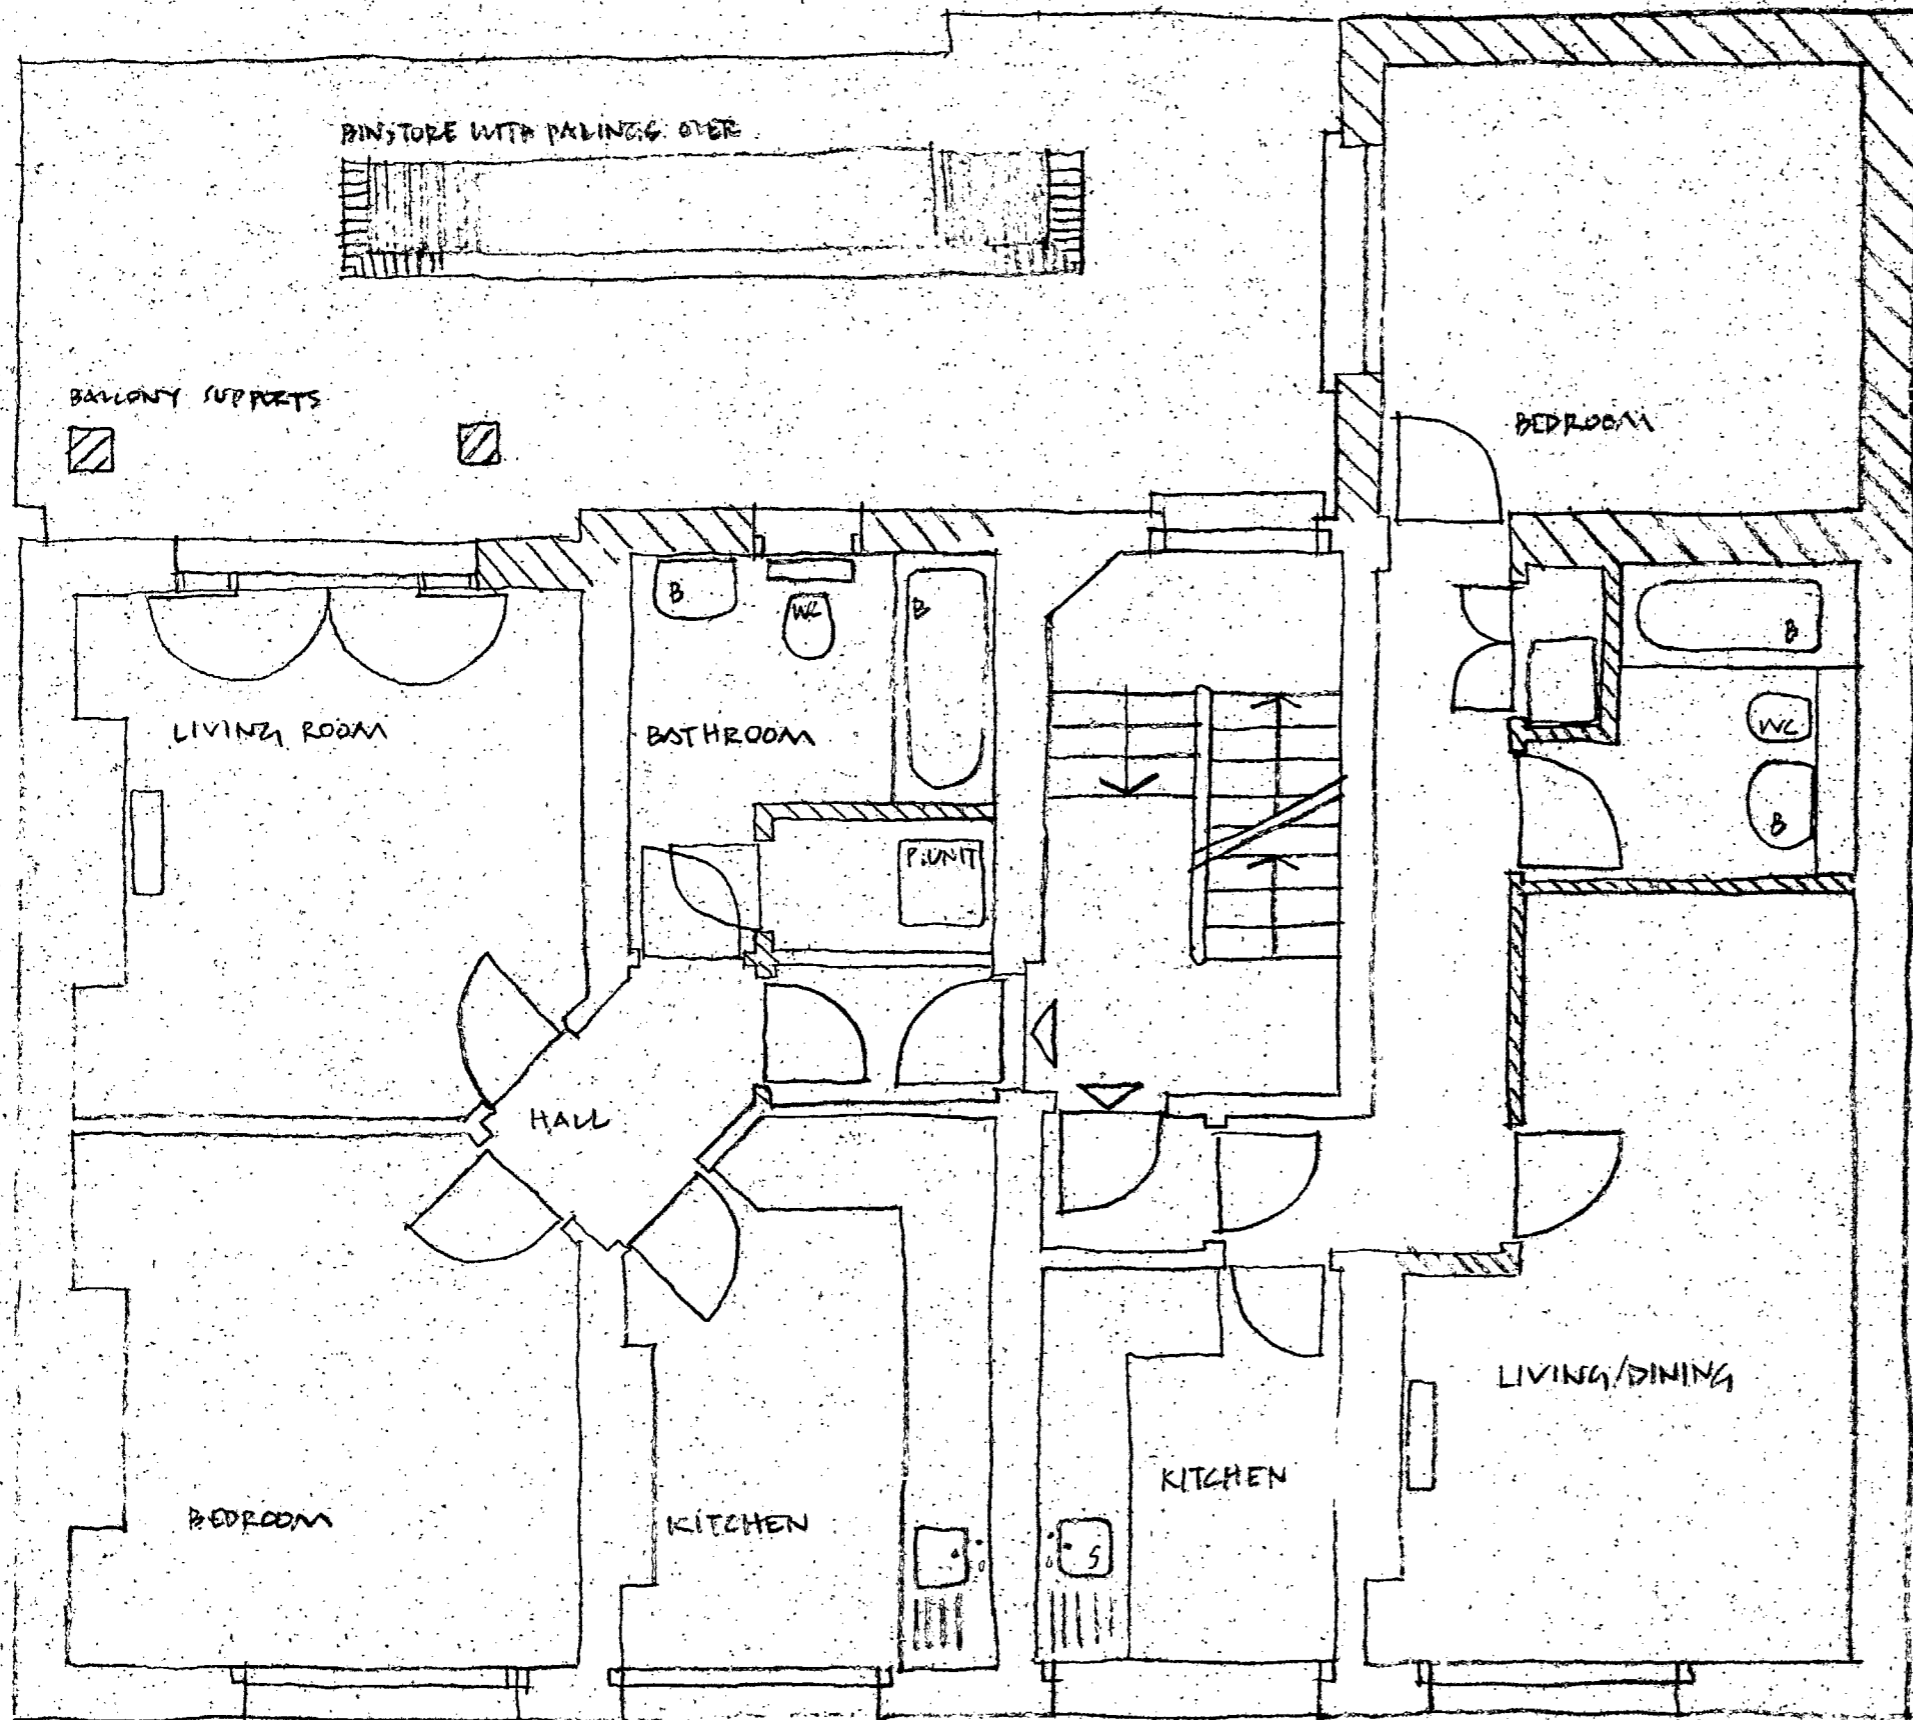 BINSTORE WITH PALINGS OVER
BALCONY SUPPORTS
BEDROOM
B
WC
B
B
LIVING ROOM
BATHROOM
WC
B
P.UNIT
HALL
LIVING/DINING
KITCHEN
BEDROOM
KITCHEN
S